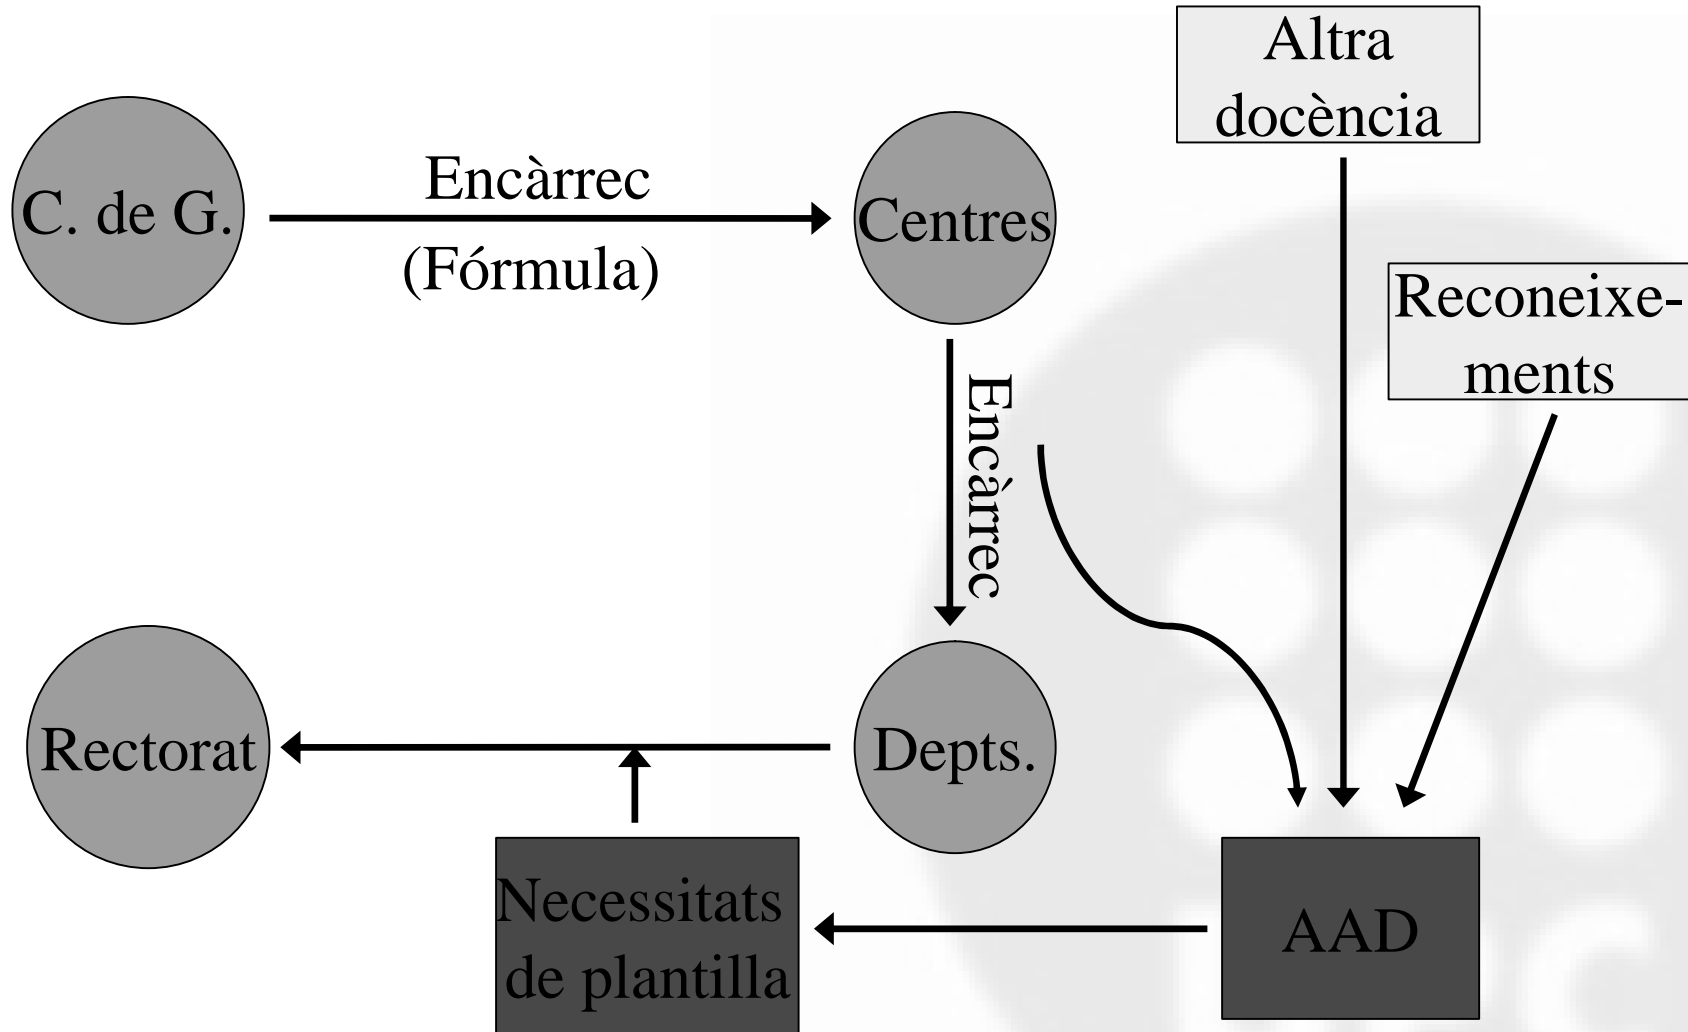 Altra
docència
C. de G.
Encàrrec
(Fórmula)
Centres
Reconeixe-
ments
Encàrrec
Rectorat
Depts.
Necessitats
de plantilla
AAD